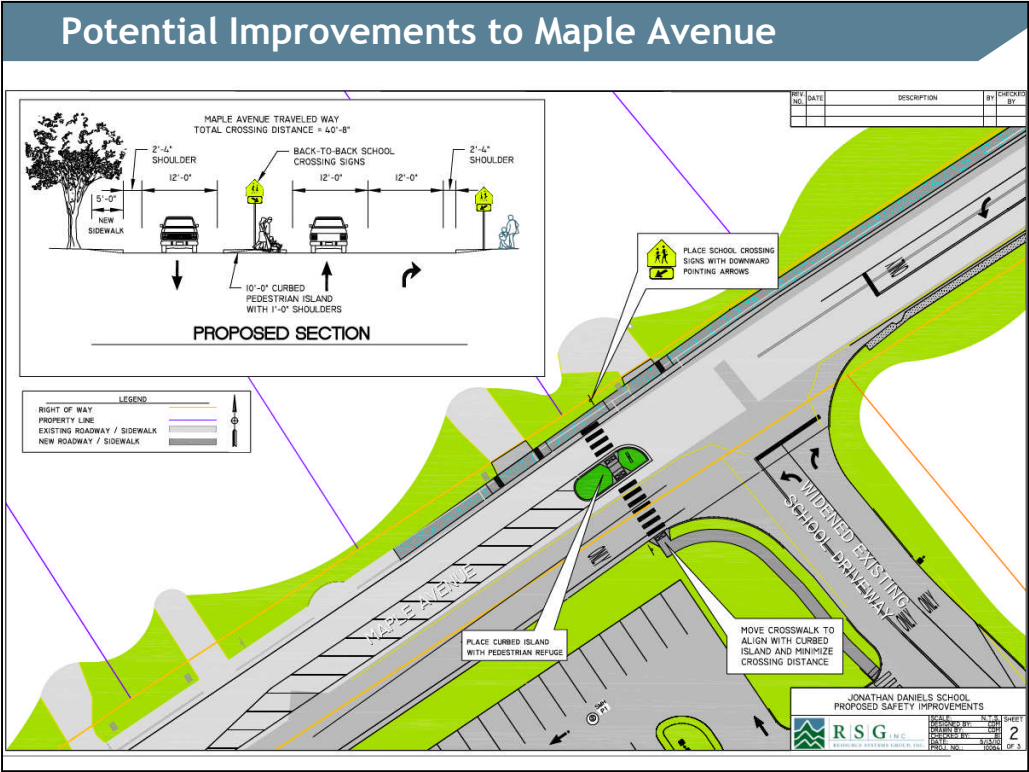 Potential Improvements to Maple Avenue
REV. NO.
DATE
DESCRIPTION
BY
CHECKED BY
MAPLE AVENUE TRAVELED WAY
TOTAL CROSSING DISTANCE = 40'-8"
2'-4"
SHOULDER
BACK-TO-BACK SCHOOL
CROSSING SIGNS
2'-4"
SHOULDER
12'-0"
12'-0"
12'-0"
5'-0"
NEW
SIDEWALK
10'-0" CURBED
PEDESTRIAN ISLAND
WITH 1'-0" SHOULDERS
PROPOSED SECTION
PLACE SCHOOL CROSSING
SIGNS WITH DOWNWARD
POINTING ARROWS
LEGEND
RIGHT OF WAY
PROPERTY LINE
EXISTING ROADWAY / SIDEWALK
NEW ROADWAY / SIDEWALK
WIDENED EXISTING
SCHOOL DRIVEWAY
ONLY
ONLY
MAPLE AVENUE
PLACE CURBED ISLAND
WITH PEDESTRIAN REFUGE
MOVE CROSSWALK TO
ALIGN WITH CURBED
ISLAND AND MINIMIZE
CROSSING DISTANCE
JONATHAN DANIELS SCHOOL
PROPOSED SAFETY IMPROVEMENTS
RSG INC
RESOURCE SYSTEMS GROUP, INC.
SCALE: N.T.S.
DESIGNED BY: CDM
DRAWN BY: CDM
CHECKED BY:
DATE:
PROJ. NO.: 10064
SHEET
2
OF 3